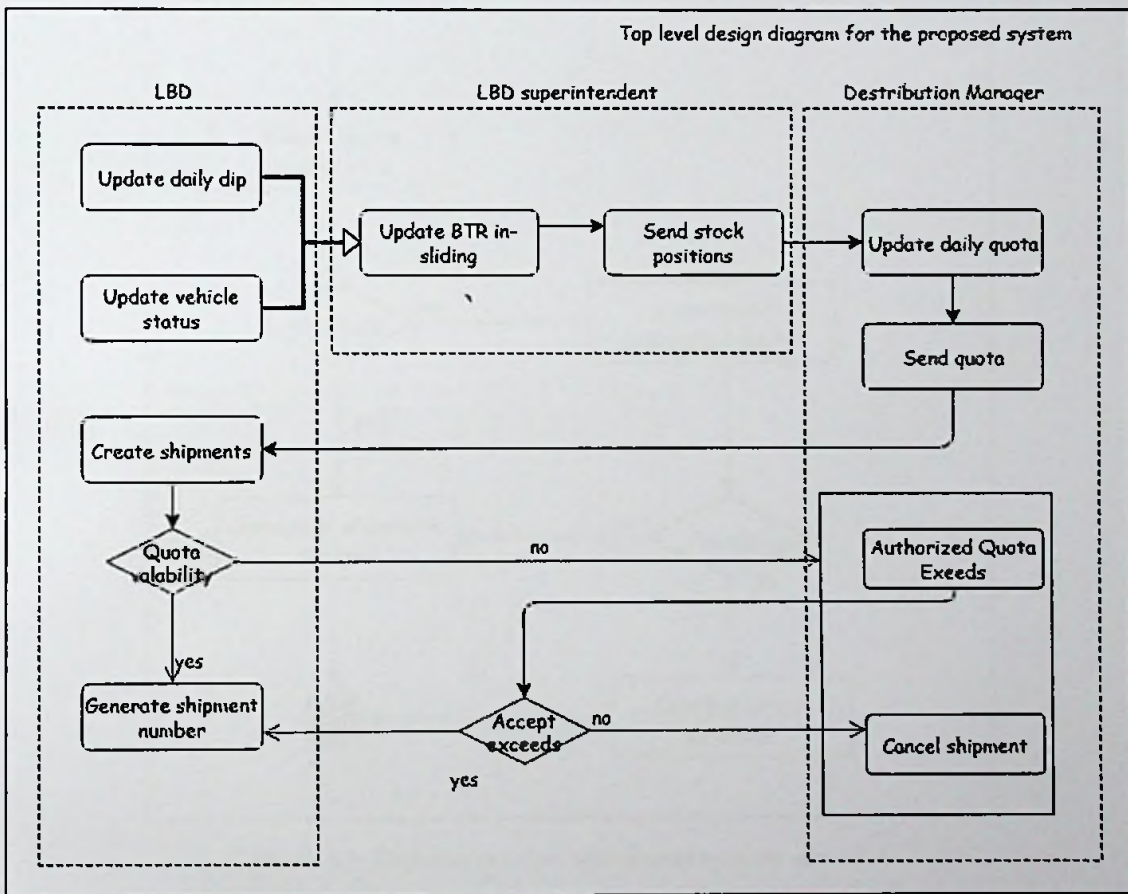 Top level design diagram for the proposed system
LBD
LBD superintendent
Destribution Manager
Update daily dip
Update BTR in-
sliding
Send stock
positions
Update daily quota
Update vehicle
status
Send quota
Create shipments
Quota
alability
no
Authorized Quota
Exeeds
yes
Generate shipment
number
Accept
exceeds
no
yes
Cancel shipment